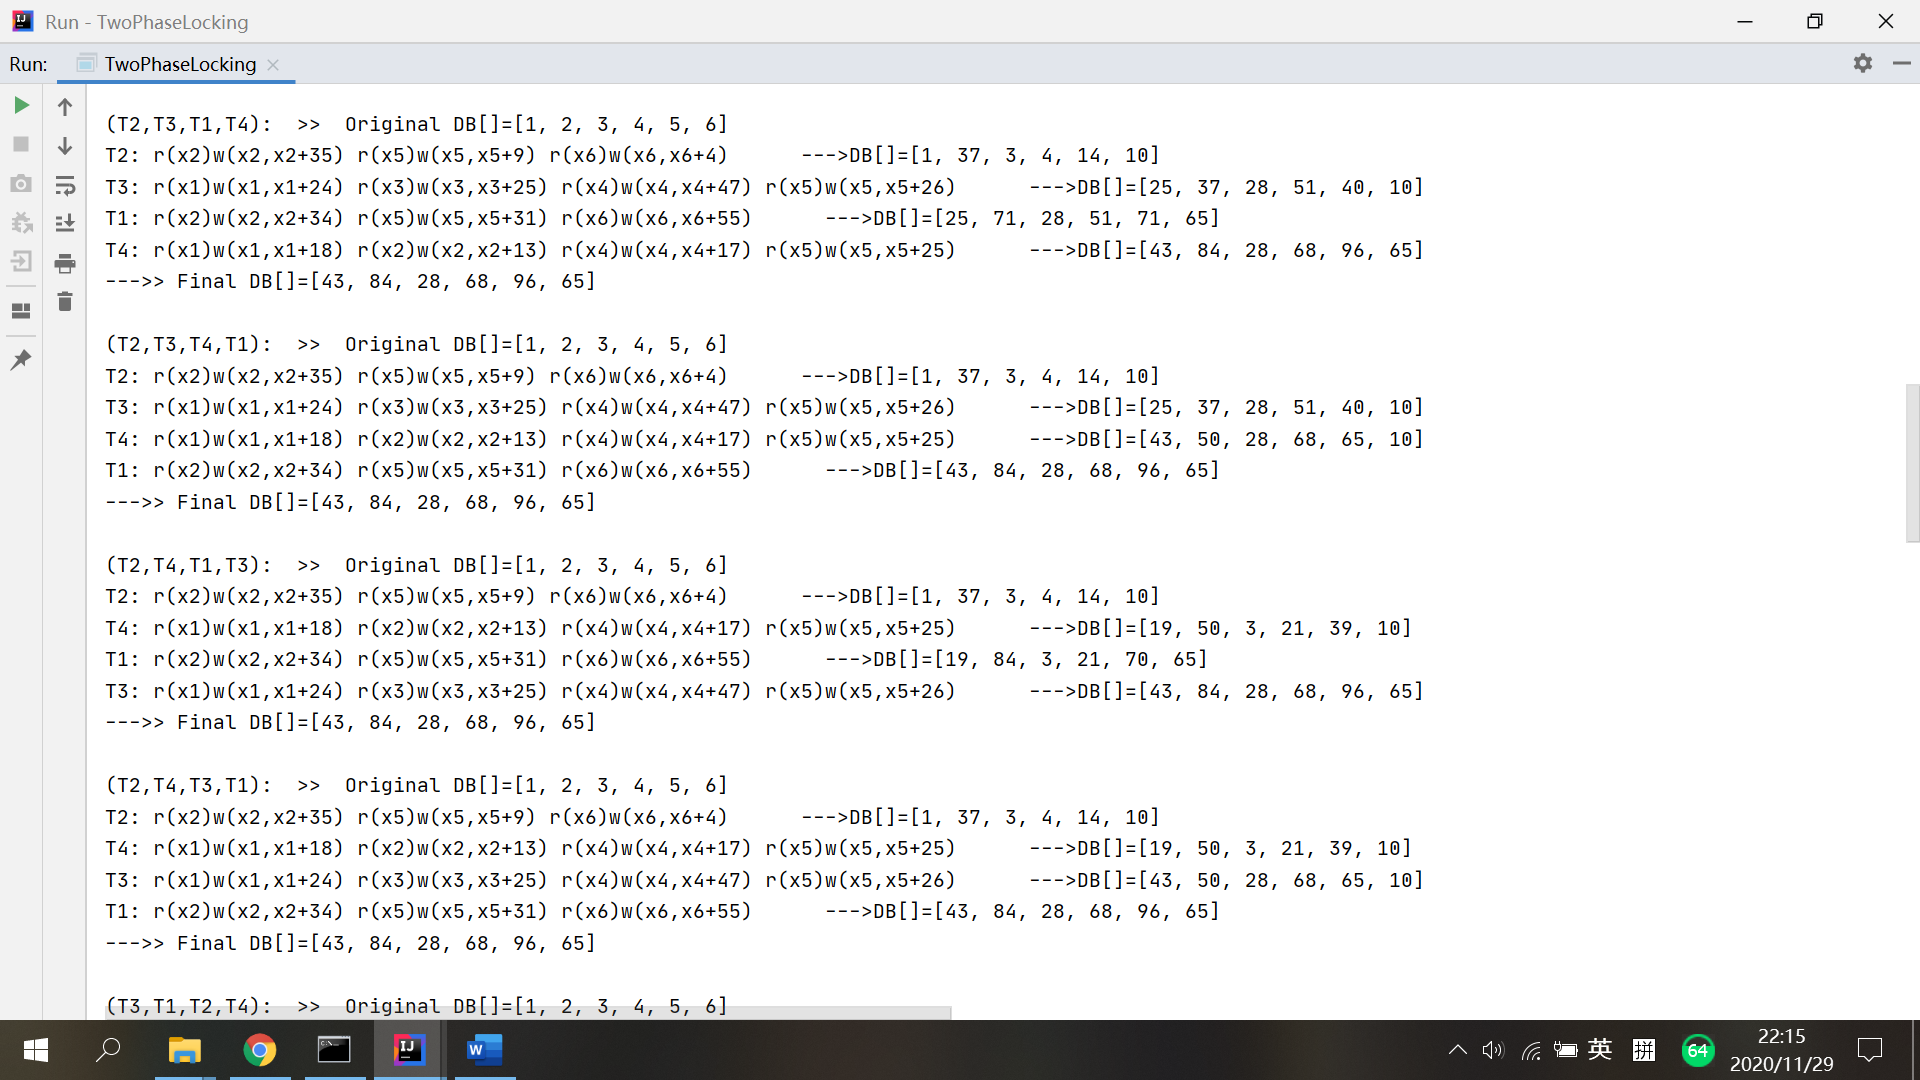 Run - TwoPhaseLocking
Run: TwoPhaseLocking
(T2,T3,T1,T4):  >>  Original DB[]=[1, 2, 3, 4, 5, 6]
T2: r(x2)w(x2,x2+35) r(x5)w(x5,x5+9) r(x6)w(x6,x6+4)      --->DB[]=[1, 37, 3, 4, 14, 10]
T3: r(x1)w(x1,x1+24) r(x3)w(x3,x3+25) r(x4)w(x4,x4+47) r(x5)w(x5,x5+26)      --->DB[]=[25, 37, 28, 51, 40, 10]
T1: r(x2)w(x2,x2+34) r(x5)w(x5,x5+31) r(x6)w(x6,x6+55)      --->DB[]=[25, 71, 28, 51, 71, 65]
T4: r(x1)w(x1,x1+18) r(x2)w(x2,x2+13) r(x4)w(x4,x4+17) r(x5)w(x5,x5+25)      --->DB[]=[43, 84, 28, 68, 96, 65]
--->> Final DB[]=[43, 84, 28, 68, 96, 65]
(T2,T3,T4,T1):  >>  Original DB[]=[1, 2, 3, 4, 5, 6]
T2: r(x2)w(x2,x2+35) r(x5)w(x5,x5+9) r(x6)w(x6,x6+4)      --->DB[]=[1, 37, 3, 4, 14, 10]
T3: r(x1)w(x1,x1+24) r(x3)w(x3,x3+25) r(x4)w(x4,x4+47) r(x5)w(x5,x5+26)      --->DB[]=[25, 37, 28, 51, 40, 10]
T4: r(x1)w(x1,x1+18) r(x2)w(x2,x2+13) r(x4)w(x4,x4+17) r(x5)w(x5,x5+25)      --->DB[]=[43, 50, 28, 68, 65, 10]
T1: r(x2)w(x2,x2+34) r(x5)w(x5,x5+31) r(x6)w(x6,x6+55)      --->DB[]=[43, 84, 28, 68, 96, 65]
--->> Final DB[]=[43, 84, 28, 68, 96, 65]
(T2,T4,T1,T3):  >>  Original DB[]=[1, 2, 3, 4, 5, 6]
T2: r(x2)w(x2,x2+35) r(x5)w(x5,x5+9) r(x6)w(x6,x6+4)      --->DB[]=[1, 37, 3, 4, 14, 10]
T4: r(x1)w(x1,x1+18) r(x2)w(x2,x2+13) r(x4)w(x4,x4+17) r(x5)w(x5,x5+25)      --->DB[]=[19, 50, 3, 21, 39, 10]
T1: r(x2)w(x2,x2+34) r(x5)w(x5,x5+31) r(x6)w(x6,x6+55)      --->DB[]=[19, 84, 3, 21, 70, 65]
T3: r(x1)w(x1,x1+24) r(x3)w(x3,x3+25) r(x4)w(x4,x4+47) r(x5)w(x5,x5+26)      --->DB[]=[43, 84, 28, 68, 96, 65]
--->> Final DB[]=[43, 84, 28, 68, 96, 65]
(T2,T4,T3,T1):  >>  Original DB[]=[1, 2, 3, 4, 5, 6]
T2: r(x2)w(x2,x2+35) r(x5)w(x5,x5+9) r(x6)w(x6,x6+4)      --->DB[]=[1, 37, 3, 4, 14, 10]
T4: r(x1)w(x1,x1+18) r(x2)w(x2,x2+13) r(x4)w(x4,x4+17) r(x5)w(x5,x5+25)      --->DB[]=[19, 50, 3, 21, 39, 10]
T3: r(x1)w(x1,x1+24) r(x3)w(x3,x3+25) r(x4)w(x4,x4+47) r(x5)w(x5,x5+26)      --->DB[]=[43, 50, 28, 68, 65, 10]
T1: r(x2)w(x2,x2+34) r(x5)w(x5,x5+31) r(x6)w(x6,x6+55)      --->DB[]=[43, 84, 28, 68, 96, 65]
--->> Final DB[]=[43, 84, 28, 68, 96, 65]
(T3,T1,T2,T4):  >>  Original DB[]=[1, 2, 3, 4, 5, 6]
英 拼 64 22:15
2020/11/29